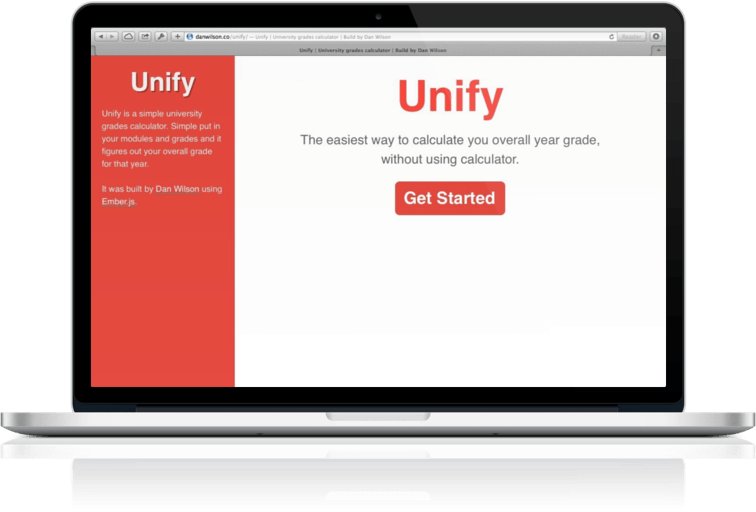 danwilson.co/unify/ — Unify | University grades calculator | Build by Dan Wilson
Reader
Unify | University grades calculator | Build by Dan Wilson
Unify
Unify is a simple university
grades calculator. Simple put in
your modules and grades and it
figures out your overall grade
for that year.
It was built by Dan Wilson using
Ember.js.
Unify
The easiest way to calculate you overall year grade,
without using calculator.
Get Started